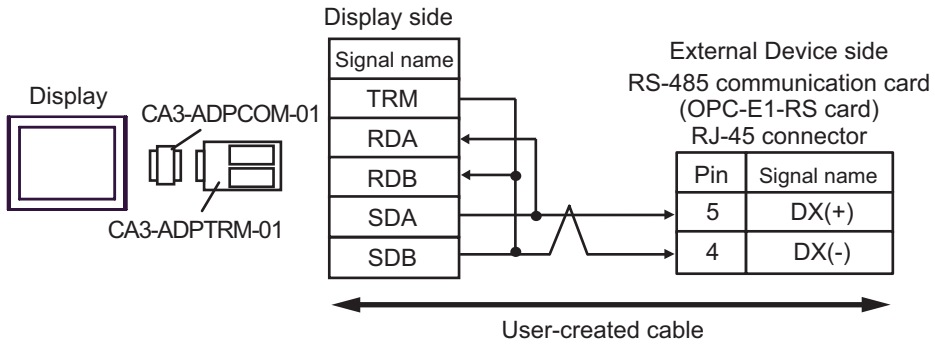 Display side
External Device side
RS-485 communication card
(OPC-E1-RS card)
RJ-45 connector
Display
CA3-ADPCOM-01
CA3-ADPTRM-01
Signal name
TRM
RDA
RDB
SDA
SDB
Pin Signal name
5 DX(+)
4 DX(-)
User-created cable